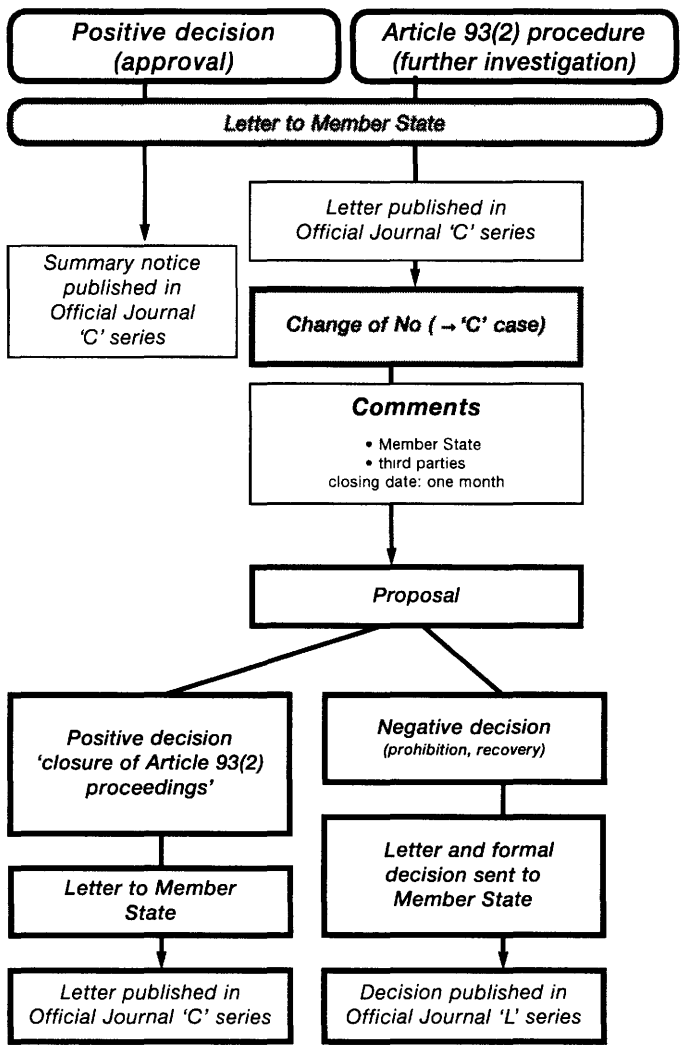 Positive decision
(approval)
Article 93(2) procedure
(further investigation)
Letter to Member State
Letter published in
Official Journal 'C' series
Summary notice
published in
Official Journal
'C' series
Change of No ( → 'C' case)
Comments
• Member State
• third parties
closing date: one month
Proposal
Positive decision
'closure of Article 93(2)
proceedings'
Negative decision
(prohibition, recovery)
Letter and formal
decision sent to
Member State
Letter to Member
State
Letter published in
Official Journal 'C' series
Decision published in
Official Journal 'L' series